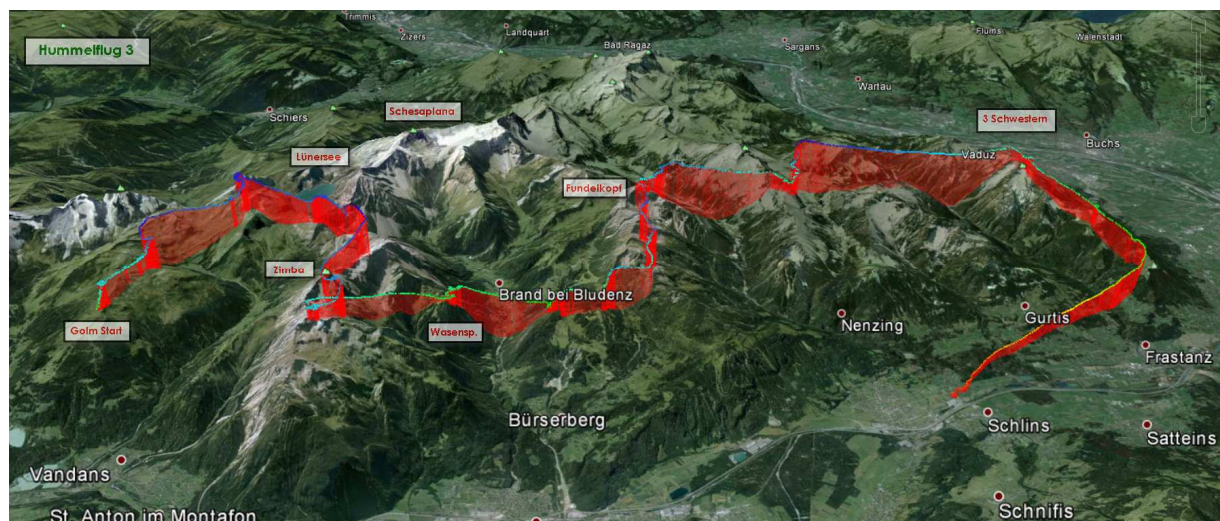 Trimmis
Zizers
Landquart
Bad Ragaz
Sargans
Flums
Walenstadt
Hummelflug 3
Wartau
Schiers
Schesaplana
3 Schwestern
Buchs
Lünersee
Vaduz
Fundelkopf
Zimba
Brand bei Bludenz
Golm Start
Wasensp.
Nenzing
Gurtis
Frastanz
Bürserberg
Schlins
Satteins
Vandans
Schnifis
St. Anton im Montafon